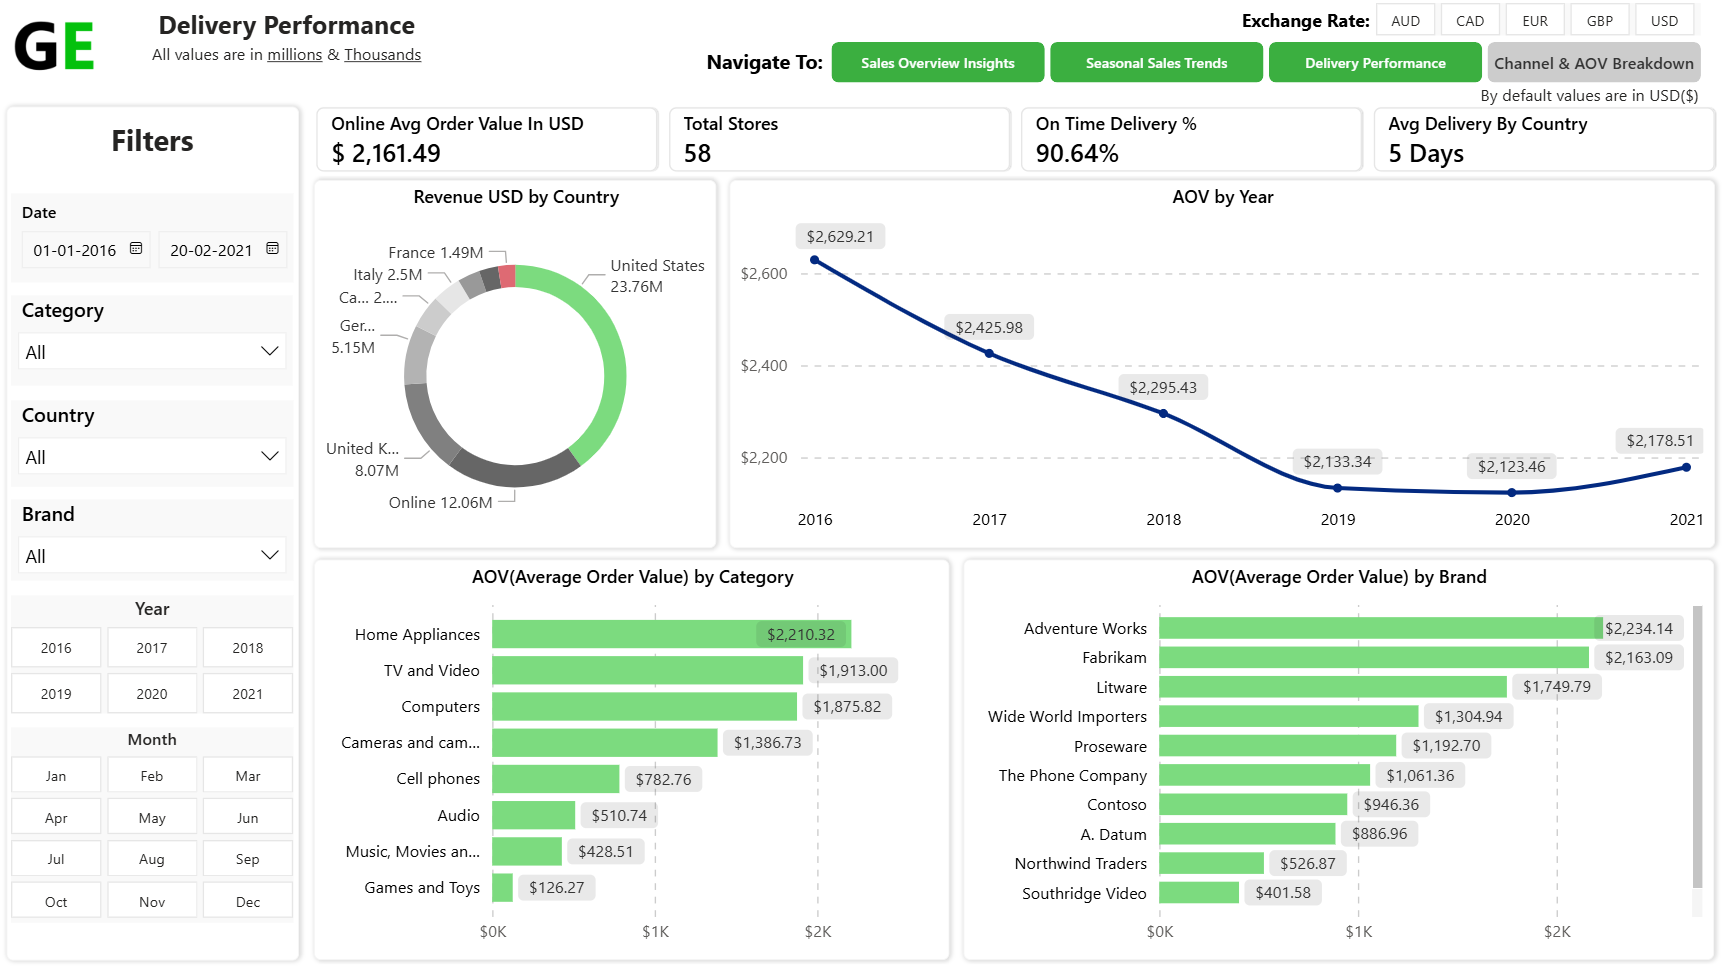 GE
Delivery Performance
All values are in millions & Thousands
Exchange Rate:
AUD
CAD
EUR
GBP
USD
Navigate To:
Sales Overview Insights
Seasonal Sales Trends
Delivery Performance
Channel & AOV Breakdown
By default values are in USD($)
Filters
Date
01-01-2016
20-02-2021
Category
All
Country
All
Brand
All
Year
2016
2017
2018
2019
2020
2021
Month
Jan
Feb
Mar
Apr
May
Jun
Jul
Aug
Sep
Oct
Nov
Dec
Online Avg Order Value In USD
$ 2,161.49
Total Stores
58
On Time Delivery %
90.64%
Avg Delivery By Country
5 Days
Revenue USD by Country
France 1.49M
Italy 2.5M
Ca... 2....
Ger...
5.15M
United K...
8.07M
Online 12.06M
United States
23.76M
AOV by Year
$2,600
$2,400
$2,200
$2,629.21
$2,425.98
$2,295.43
$2,133.34
$2,123.46
$2,178.51
2016
2017
2018
2019
2020
2021
AOV(Average Order Value) by Category
Home Appliances
$2,210.32
TV and Video
$1,913.00
Computers
$1,875.82
Cameras and cam...
$1,386.73
Cell phones
$782.76
Audio
$510.74
Music, Movies an...
$428.51
Games and Toys
$126.27
$0K
$1K
$2K
AOV(Average Order Value) by Brand
Adventure Works
$2,234.14
Fabrikam
$2,163.09
Litware
$1,749.79
Wide World Importers
$1,304.94
Proseware
$1,192.70
The Phone Company
$1,061.36
Contoso
$946.36
A. Datum
$886.96
Northwind Traders
$526.87
Southridge Video
$401.58
$0K
$1K
$2K